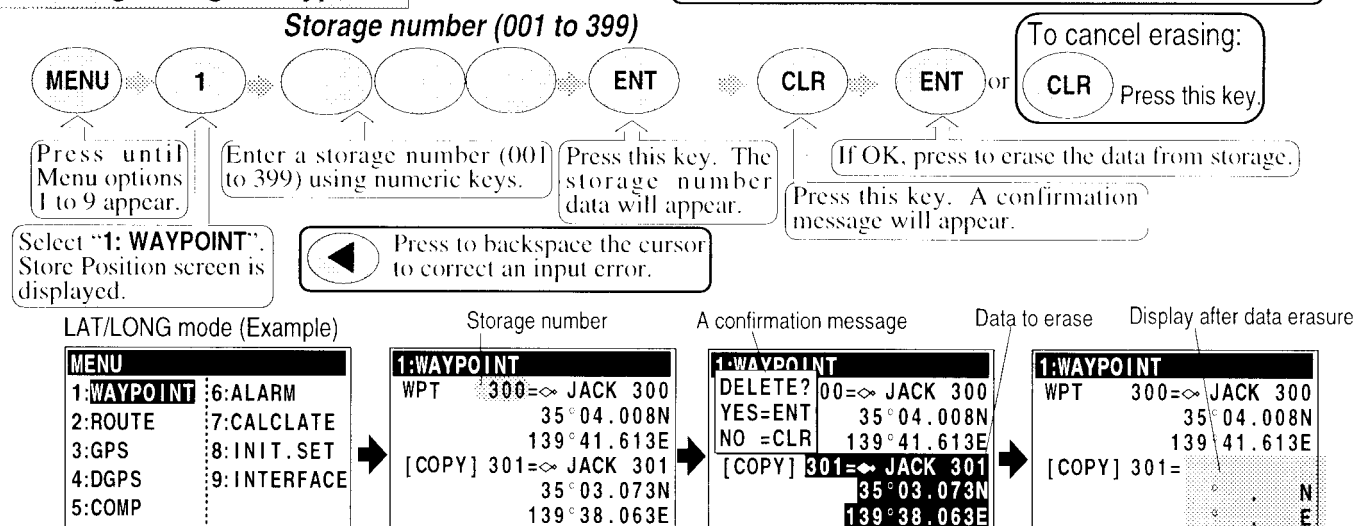 Storage number (001 to 399)
To cancel erasing:
MENU 1 ENT CLR ENT or CLR Press this key.
Press until
Menu options
1 to 9 appear.
Enter a storage number (001
to 399) using numeric keys.
Press this key. The
storage number
data will appear.
If OK, press to erase the data from storage.
Press this key. A confirmation
message will appear.
Select “1: WAYPOINT”.
Store Position screen is
displayed.
◀ Press to backspace the cursor
to correct an input error.
LAT/LONG mode (Example)
Storage number
A confirmation message
Data to erase
Display after data erasure
MENU
1:WAYPOINT 6:ALARM
2:ROUTE 7:CALCLATE
3:GPS 8:INIT.SET
4:DGPS 9:INTERFACE
5:COMP
1:WAYPOINT
WPT 300= JACK 300
35°04.008N
139°41.613E
[COPY] 301= JACK 301
35°03.073N
139°38.063E
1:WAYPOINT
DELETE? 00= JACK 300
YES=ENT 35°04.008N
NO =CLR 139°41.613E
[COPY] 301= JACK 301
35°03.073N
139°38.063E
1:WAYPOINT
WPT 300= JACK 300
35°04.008N
139°41.613E
[COPY] 301=
° . N
° . E